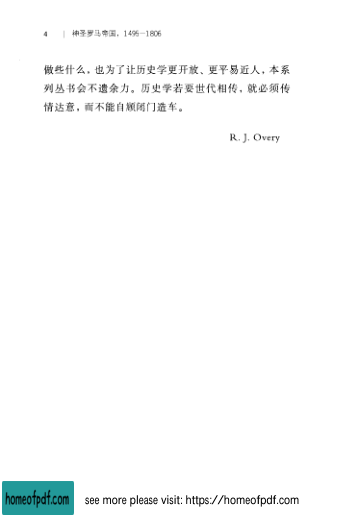 4 | 神圣罗马帝国，1495—1806
做些什么，也为了让历史学更开放、更平易近人，本系
列丛书会不遗余力。历史学若要世代相传，就必须传
情达意，而不能自顾闭门造车。
R. J. Overy
homeofpdf.com
see more please visit: https://homeofpdf.com